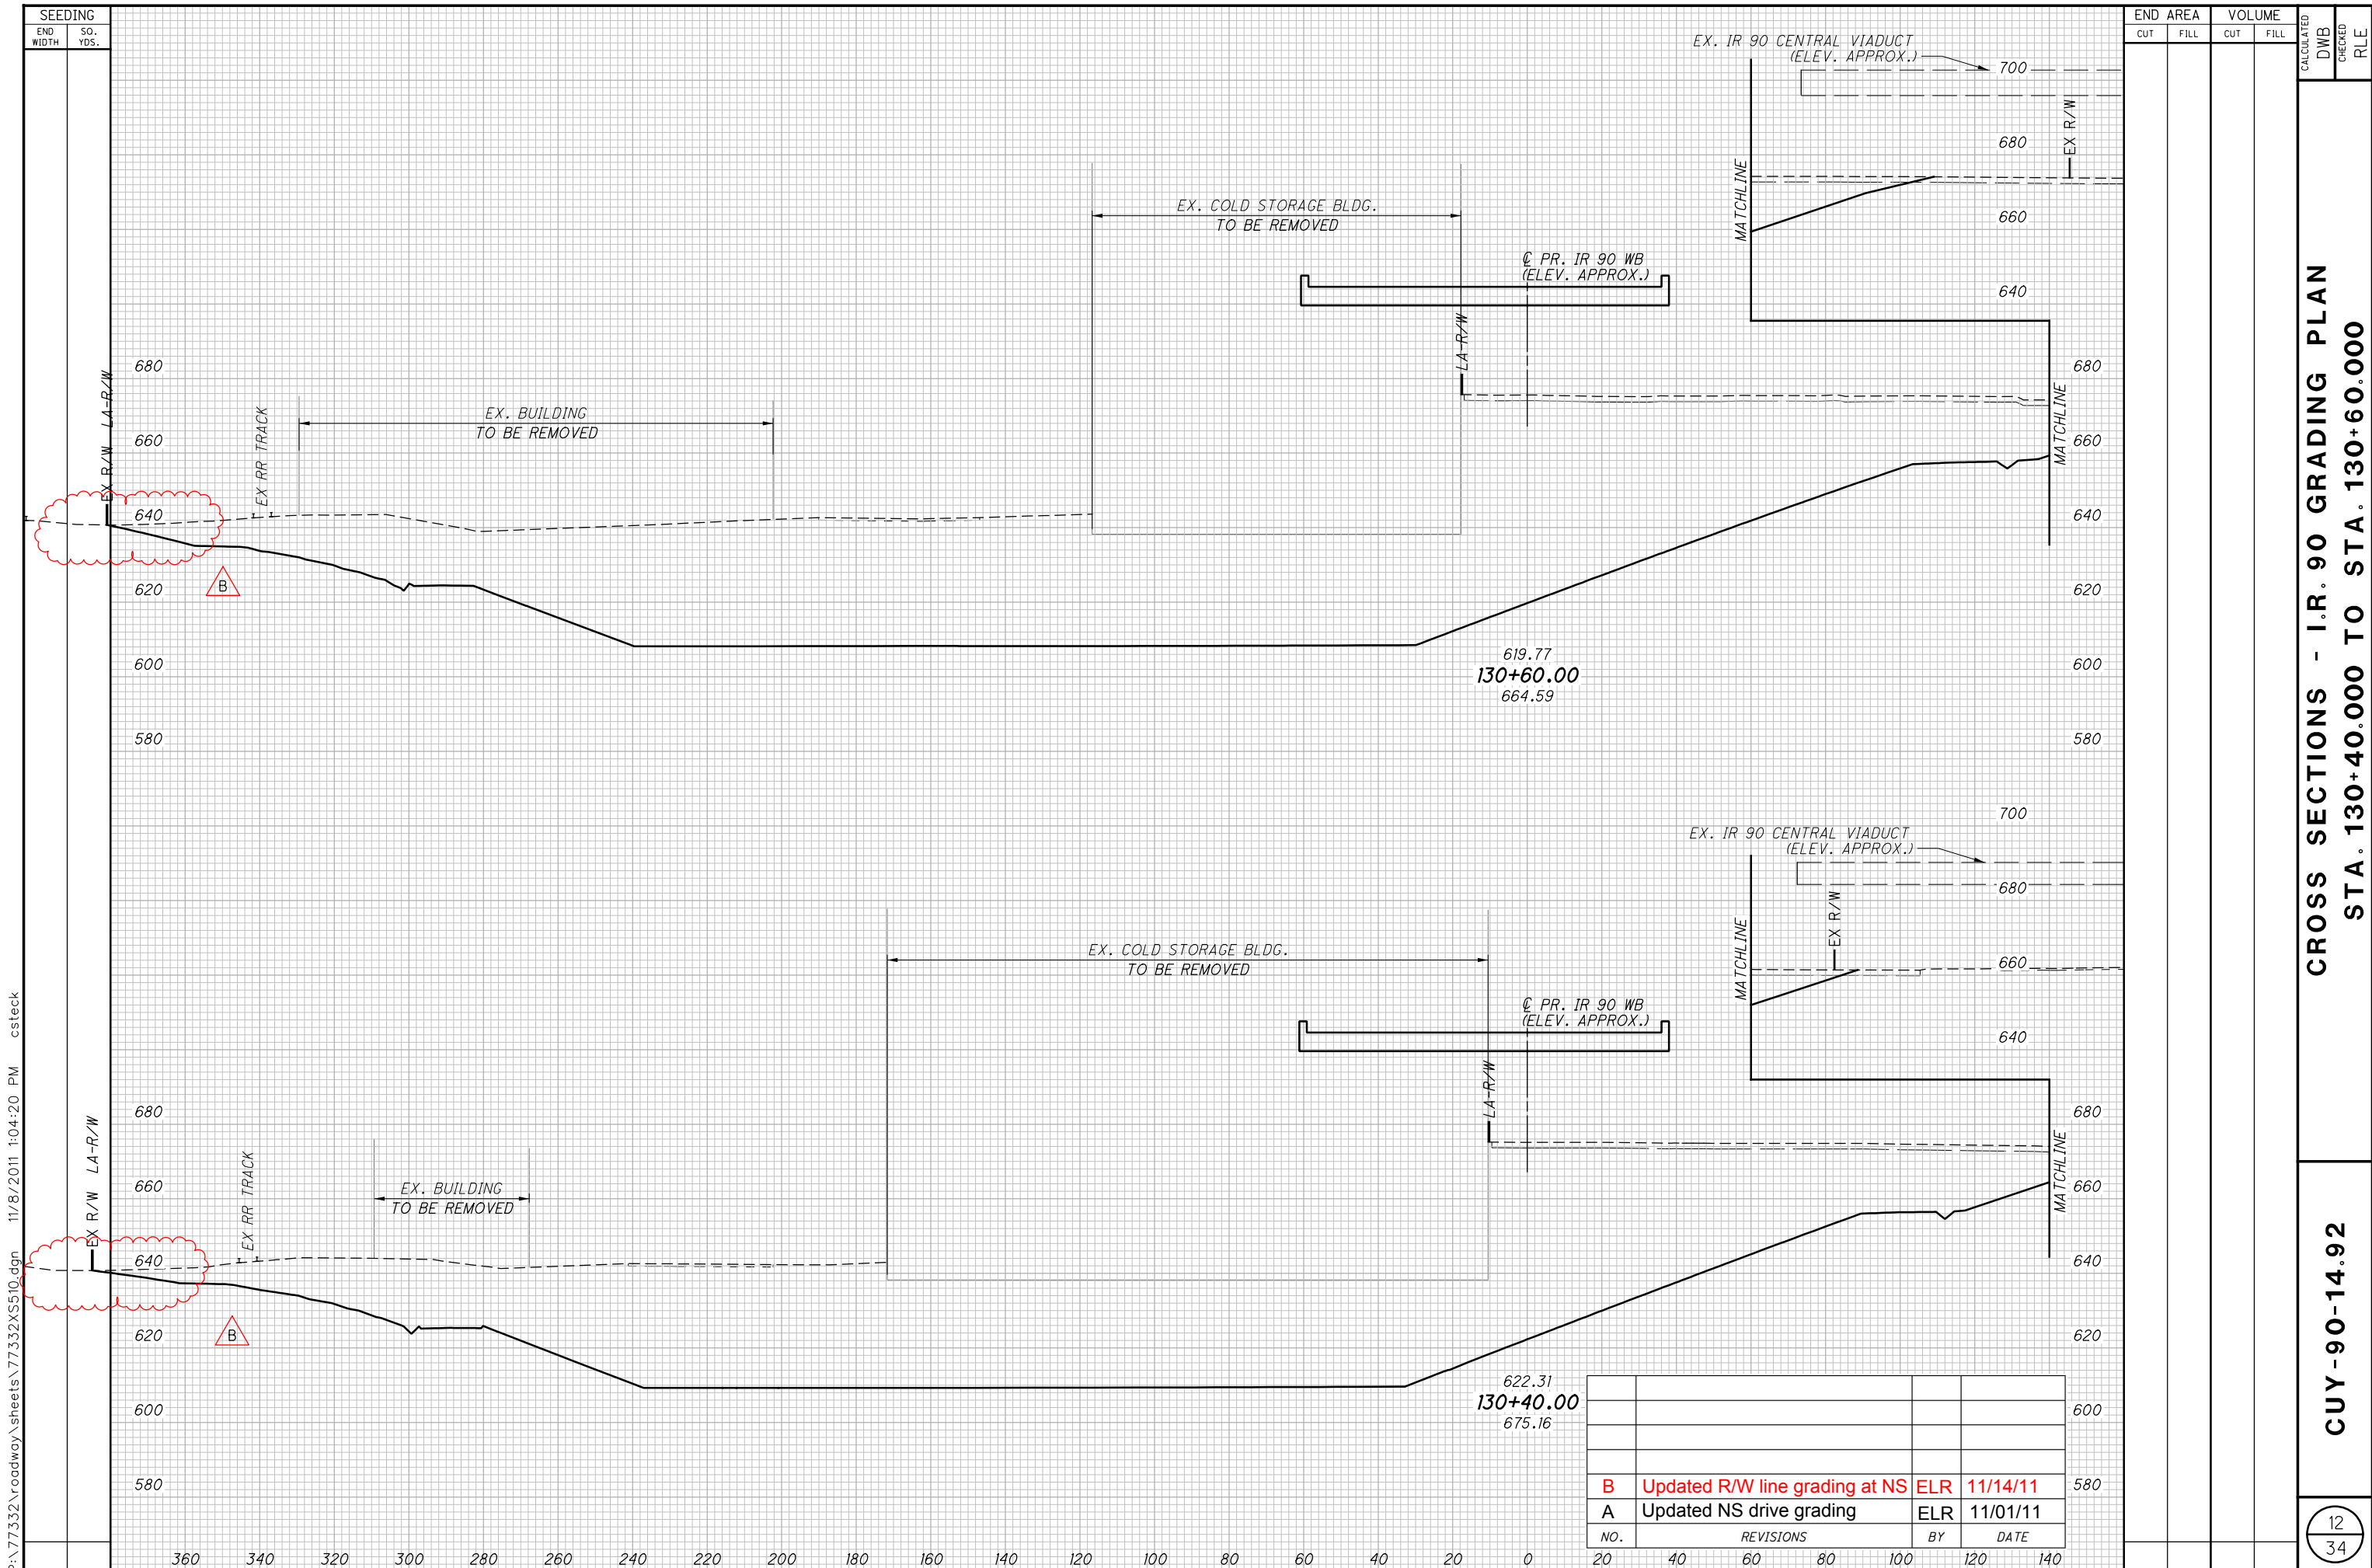 SEEDING
END WIDTH
SQ. YDS.
END AREA
VOLUME
CUT
FILL
CUT
FILL
CALCULATED
DWB
CHECKED
RLE
EX. IR 90 CENTRAL VIADUCT
(ELEV. APPROX.)
700
EX R/W
680
MATCHLINE
660
640
EX. COLD STORAGE BLDG.
TO BE REMOVED
℄ PR. IR 90 WB
(ELEV. APPROX.)
LA-R/W
680
680
EX R/W LA-R/W
EX RR TRACK
EX. BUILDING
TO BE REMOVED
MATCHLINE
660
660
640
640
B
620
620
600
600
619.77
130+60.00
664.59
580
580
700
EX. IR 90 CENTRAL VIADUCT
(ELEV. APPROX.)
680
EX R/W
MATCHLINE
660
640
EX. COLD STORAGE BLDG.
TO BE REMOVED
℄ PR. IR 90 WB
(ELEV. APPROX.)
LA-R/W
680
680
EX R/W LA-R/W
EX RR TRACK
EX. BUILDING
TO BE REMOVED
MATCHLINE
660
660
640
640
B
620
620
600
600
622.31
130+40.00
675.16
580
580
B Updated R/W line grading at NS ELR 11/14/11
A Updated NS drive grading ELR 11/01/11
NO. REVISIONS BY DATE
360 340 320 300 280 260 240 220 200 180 160 140 120 100 80 60 40 20 0 20 40 60 80 100 120 140
CROSS SECTIONS - I.R. 90 GRADING PLAN
STA. 130+40.000 TO STA. 130+60.000
CUY-90-14.92
12
34
:\77332\roadway\sheets\77332XS510.dgn 11/8/2011 1:04:20 PM csteck